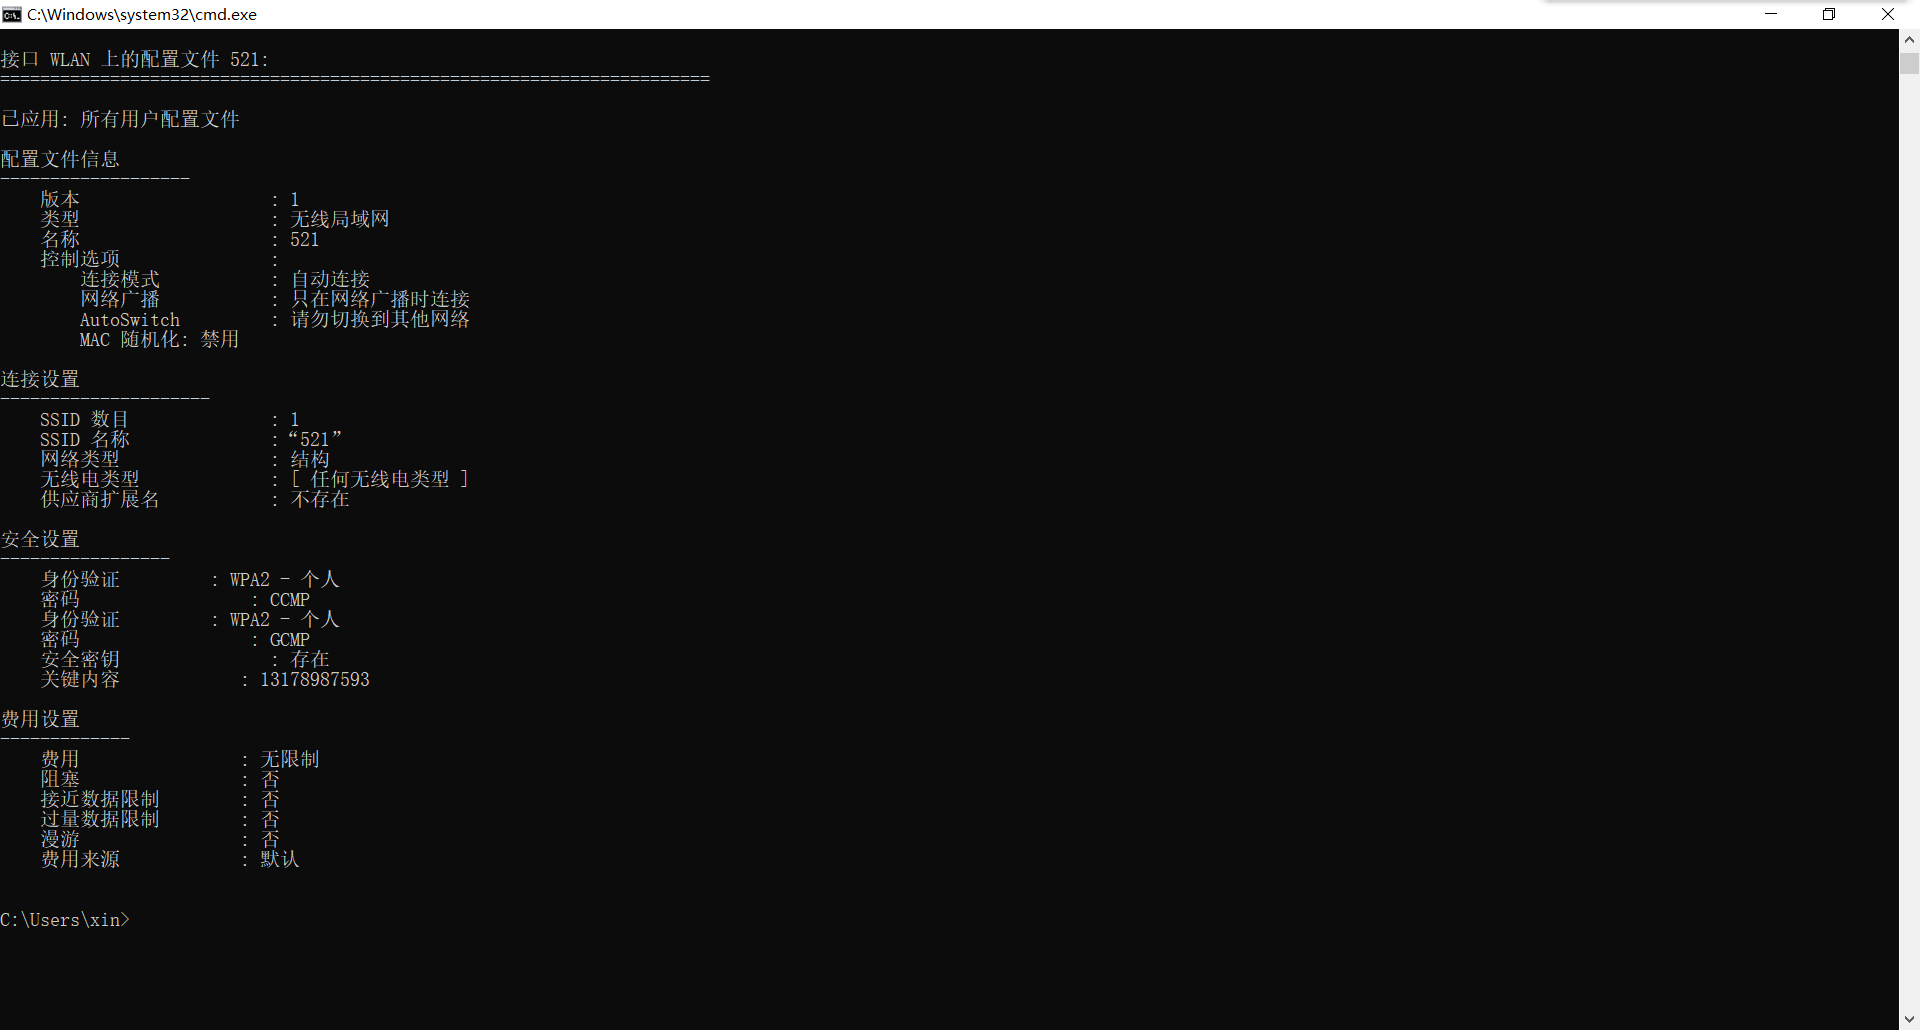 C:\Windows\system32\cmd.exe
接口 WLAN 上的配置文件 521:
=======================================================================
已应用: 所有用户配置文件
配置文件信息
-------------------
版本 : 1
类型 : 无线局域网
名称 : 521
控制选项 :
连接模式 : 自动连接
网络广播 : 只在网络广播时连接
AutoSwitch : 请勿切换到其他网络
MAC 随机化: 禁用
连接设置
---------------------
SSID 数目 : 1
SSID 名称 :“521”
网络类型 : 结构
无线电类型 : [ 任何无线电类型 ]
供应商扩展名 : 不存在
安全设置
-----------------
身份验证 : WPA2 - 个人
密码 : CCMP
身份验证 : WPA2 - 个人
密码 : GCMP
安全密钥 : 存在
关键内容 : 13178987593
费用设置
-------------
费用 : 无限制
阻塞 : 否
接近数据限制 : 否
过量数据限制 : 否
漫游 : 否
费用来源 : 默认
C:\Users\xin>